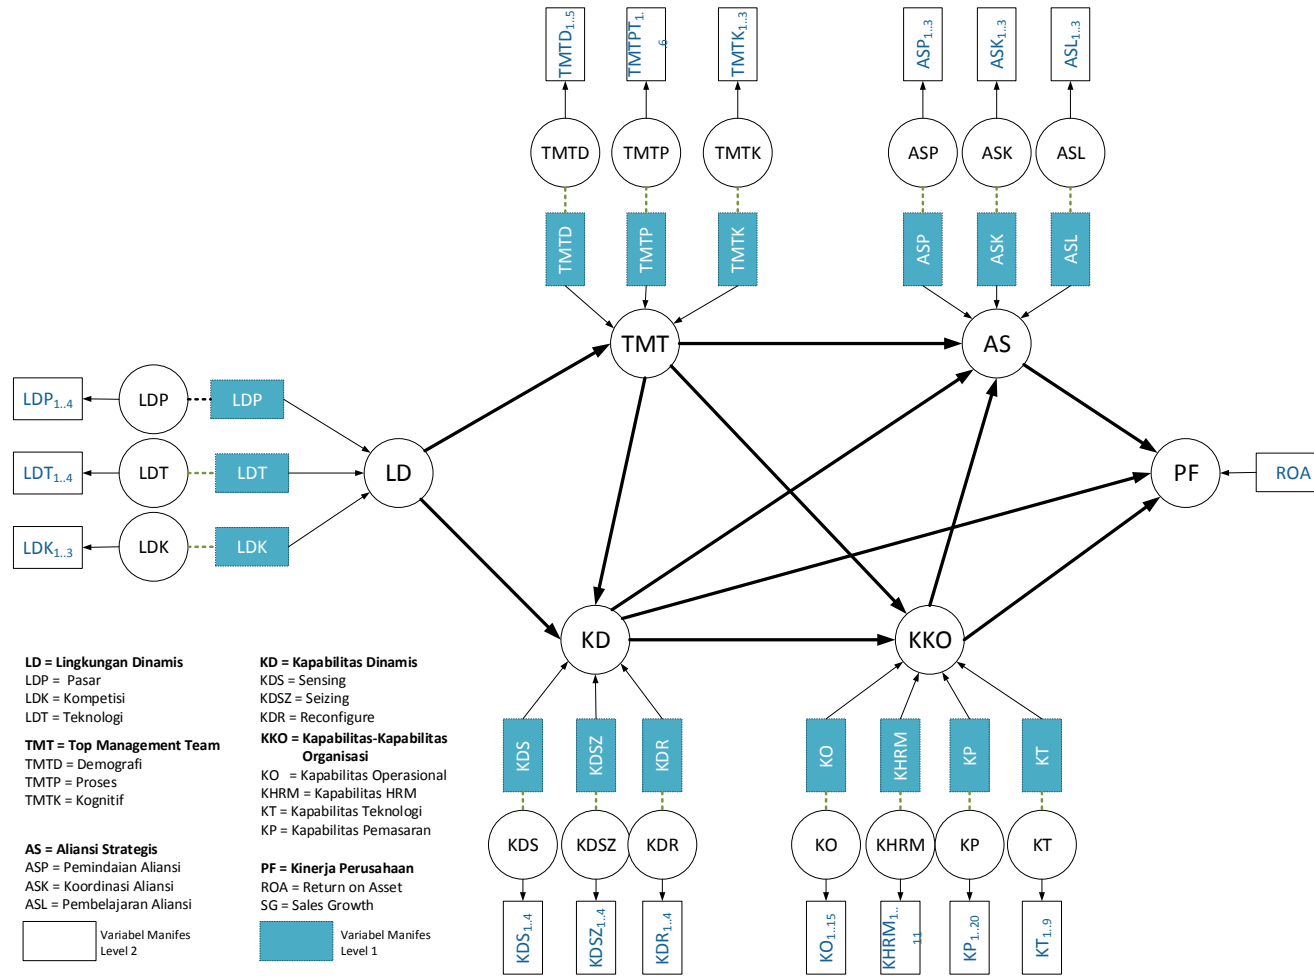 TMTD1..5
TMTPT1.
.6
TMTK1..3
ASP1..3
ASK1..3
ASL1..3
TMTD
TMTP
TMTK
ASP
ASK
ASL
TMTD
TMTP
TMTK
ASP
ASK
ASL
TMT
AS
LDP1..4
LDP
LDP
LDT1..4
LDT
LDT
LD
PF
ROA
LDK1..3
LDK
LDK
KD
KKO
LD = Lingkungan Dinamis
LDP = Pasar
LDK = Kompetisi
LDT = Teknologi
TMT = Top Management Team
TMTD = Demografi
TMTP = Proses
TMTK = Kognitif
AS = Aliansi Strategis
ASP = Pemindaian Aliansi
ASK = Koordinasi Aliansi
ASL = Pembelajaran Aliansi
Variabel Manifes
Level 2
KD = Kapabilitas Dinamis
KDS = Sensing
KDSZ = Seizing
KDR = Reconfigure
KKO = Kapabilitas-Kapabilitas
Organisasi
KO = Kapabilitas Operasional
KHRM = Kapabilitas HRM
KT = Kapabilitas Teknologi
KP = Kapabilitas Pemasaran
PF = Kinerja Perusahaan
ROA = Return on Asset
SG = Sales Growth
Variabel Manifes
Level 1
KDS
KDSZ
KDR
KO
KHRM
KP
KT
KDS
KDSZ
KDR
KO
KHRM
KP
KT
KDS1..4
KDSZ1..4
KDR1..4
KO1..15
KHRM1..
11
KP1..20
KT1..9